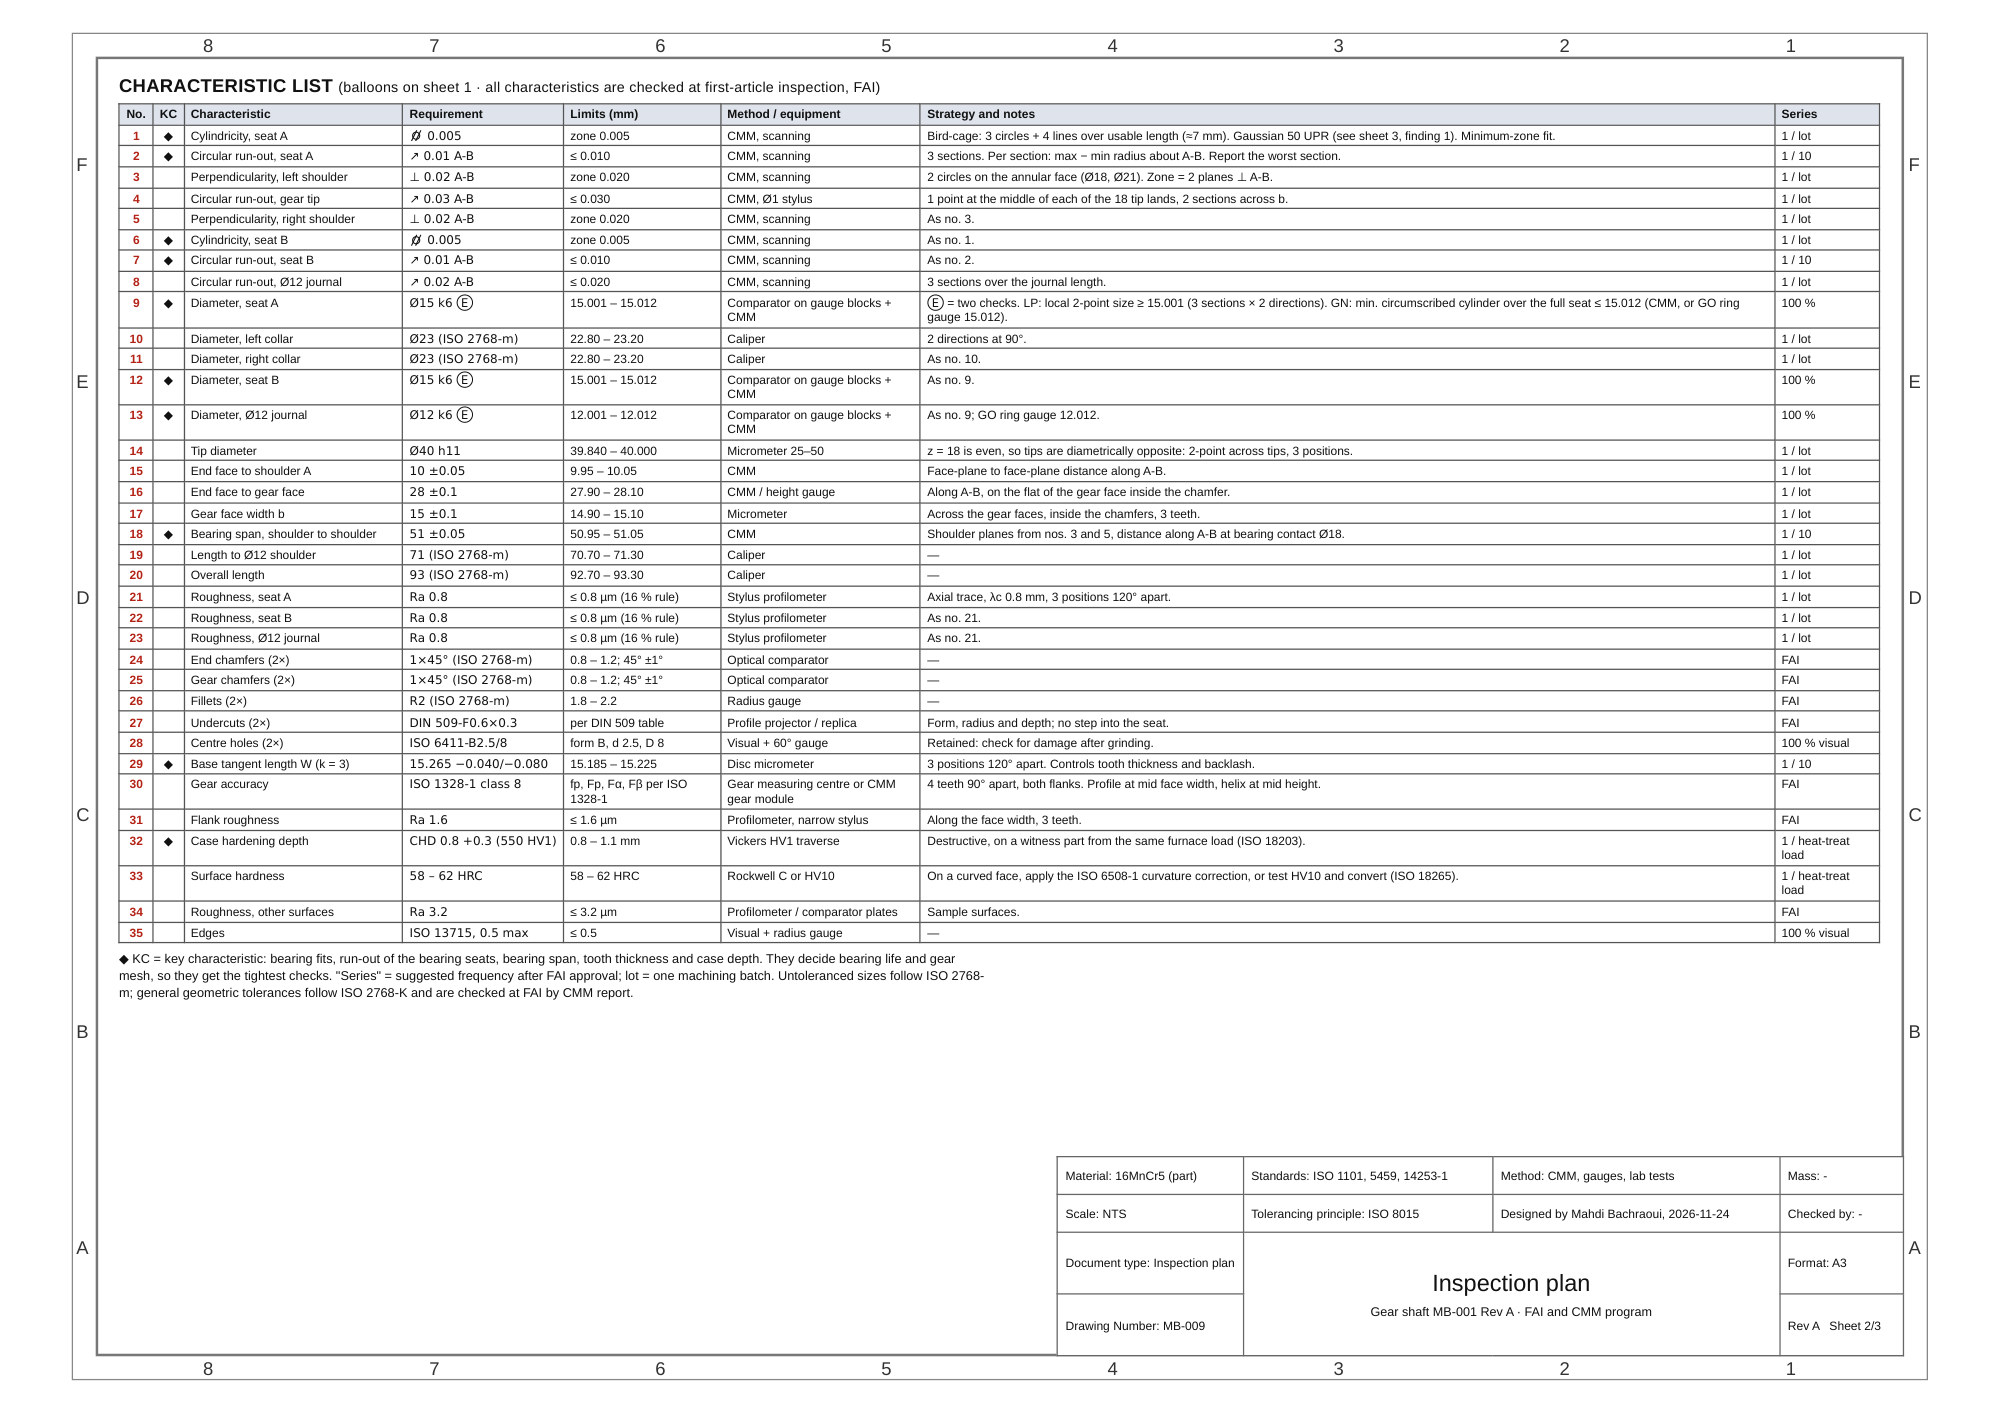 8 7 6 5 4 3 2 1
CHARACTERISTIC LIST (balloons on sheet 1 · all characteristics are checked at first-article inspection, FAI)
No. KC Characteristic Requirement Limits (mm) Method / equipment Strategy and notes Series
1 ◆ Cylindricity, seat A ⌭ 0.005 zone 0.005 CMM, scanning Bird-cage: 3 circles + 4 lines over usable length (≈7 mm). Gaussian 50 UPR (see sheet 3, finding 1). Minimum-zone fit. 1 / lot
2 ◆ Circular run-out, seat A ↗ 0.01 A-B ≤ 0.010 CMM, scanning 3 sections. Per section: max − min radius about A-B. Report the worst section. 1 / 10
3 Perpendicularity, left shoulder ⊥ 0.02 A-B zone 0.020 CMM, scanning 2 circles on the annular face (Ø18, Ø21). Zone = 2 planes ⊥ A-B. 1 / lot
4 Circular run-out, gear tip ↗ 0.03 A-B ≤ 0.030 CMM, Ø1 stylus 1 point at the middle of each of the 18 tip lands, 2 sections across b. 1 / lot
5 Perpendicularity, right shoulder ⊥ 0.02 A-B zone 0.020 CMM, scanning As no. 3. 1 / lot
6 ◆ Cylindricity, seat B ⌭ 0.005 zone 0.005 CMM, scanning As no. 1. 1 / lot
7 ◆ Circular run-out, seat B ↗ 0.01 A-B ≤ 0.010 CMM, scanning As no. 2. 1 / 10
8 Circular run-out, Ø12 journal ↗ 0.02 A-B ≤ 0.020 CMM, scanning 3 sections over the journal length. 1 / lot
9 ◆ Diameter, seat A Ø15 k6 Ⓔ 15.001 – 15.012 Comparator on gauge blocks + Ⓔ = two checks. LP: local 2-point size ≥ 15.001 (3 sections × 2 directions). GN: min. circumscribed cylinder over the full seat ≤ 15.012 (CMM, or GO ring 100 %
CMM gauge 15.012).
10 Diameter, left collar Ø23 (ISO 2768-m) 22.80 – 23.20 Caliper 2 directions at 90°. 1 / lot
11 Diameter, right collar Ø23 (ISO 2768-m) 22.80 – 23.20 Caliper As no. 10. 1 / lot
12 ◆ Diameter, seat B Ø15 k6 Ⓔ 15.001 – 15.012 Comparator on gauge blocks + As no. 9. 100 %
CMM
13 ◆ Diameter, Ø12 journal Ø12 k6 Ⓔ 12.001 – 12.012 Comparator on gauge blocks + As no. 9; GO ring gauge 12.012. 100 %
CMM
14 Tip diameter Ø40 h11 39.840 – 40.000 Micrometer 25–50 z = 18 is even, so tips are diametrically opposite: 2-point across tips, 3 positions. 1 / lot
15 End face to shoulder A 10 ±0.05 9.95 – 10.05 CMM Face-plane to face-plane distance along A-B. 1 / lot
16 End face to gear face 28 ±0.1 27.90 – 28.10 CMM / height gauge Along A-B, on the flat of the gear face inside the chamfer. 1 / lot
17 Gear face width b 15 ±0.1 14.90 – 15.10 Micrometer Across the gear faces, inside the chamfers, 3 teeth. 1 / lot
18 ◆ Bearing span, shoulder to shoulder 51 ±0.05 50.95 – 51.05 CMM Shoulder planes from nos. 3 and 5, distance along A-B at bearing contact Ø18. 1 / 10
19 Length to Ø12 shoulder 71 (ISO 2768-m) 70.70 – 71.30 Caliper — 1 / lot
20 Overall length 93 (ISO 2768-m) 92.70 – 93.30 Caliper — 1 / lot
21 Roughness, seat A Ra 0.8 ≤ 0.8 µm (16 % rule) Stylus profilometer Axial trace, λc 0.8 mm, 3 positions 120° apart. 1 / lot
22 Roughness, seat B Ra 0.8 ≤ 0.8 µm (16 % rule) Stylus profilometer As no. 21. 1 / lot
23 Roughness, Ø12 journal Ra 0.8 ≤ 0.8 µm (16 % rule) Stylus profilometer As no. 21. 1 / lot
24 End chamfers (2×) 1×45° (ISO 2768-m) 0.8 – 1.2; 45° ±1° Optical comparator — FAI
25 Gear chamfers (2×) 1×45° (ISO 2768-m) 0.8 – 1.2; 45° ±1° Optical comparator — FAI
26 Fillets (2×) R2 (ISO 2768-m) 1.8 – 2.2 Radius gauge — FAI
27 Undercuts (2×) DIN 509-F0.6×0.3 per DIN 509 table Profile projector / replica Form, radius and depth; no step into the seat. FAI
28 Centre holes (2×) ISO 6411-B2.5/8 form B, d 2.5, D 8 Visual + 60° gauge Retained: check for damage after grinding. 100 % visual
29 ◆ Base tangent length W (k = 3) 15.265 −0.040/−0.080 15.185 – 15.225 Disc micrometer 3 positions 120° apart. Controls tooth thickness and backlash. 1 / 10
30 Gear accuracy ISO 1328-1 class 8 fp, Fp, Fα, Fβ per ISO Gear measuring centre or CMM 4 teeth 90° apart, both flanks. Profile at mid face width, helix at mid height. FAI
1328-1 gear module
31 Flank roughness Ra 1.6 ≤ 1.6 µm Profilometer, narrow stylus Along the face width, 3 teeth. FAI
32 ◆ Case hardening depth CHD 0.8 +0.3 (550 HV1) 0.8 – 1.1 mm Vickers HV1 traverse Destructive, on a witness part from the same furnace load (ISO 18203). 1 / heat-treat
load
33 Surface hardness 58 – 62 HRC 58 – 62 HRC Rockwell C or HV10 On a curved face, apply the ISO 6508-1 curvature correction, or test HV10 and convert (ISO 18265). 1 / heat-treat
load
34 Roughness, other surfaces Ra 3.2 ≤ 3.2 µm Profilometer / comparator plates Sample surfaces. FAI
35 Edges ISO 13715, 0.5 max ≤ 0.5 Visual + radius gauge — 100 % visual
◆ KC = key characteristic: bearing fits, run-out of the bearing seats, bearing span, tooth thickness and case depth. They decide bearing life and gear
mesh, so they get the tightest checks. "Series" = suggested frequency after FAI approval; lot = one machining batch. Untoleranced sizes follow ISO 2768-
m; general geometric tolerances follow ISO 2768-K and are checked at FAI by CMM report.
F F
E E
D D
C C
B B
A A
Material: 16MnCr5 (part) Standards: ISO 1101, 5459, 14253-1 Method: CMM, gauges, lab tests Mass: -
Scale: NTS Tolerancing principle: ISO 8015 Designed by Mahdi Bachraoui, 2026-11-24 Checked by: -
Document type: Inspection plan Format: A3
Inspection plan
Gear shaft MB-001 Rev A · FAI and CMM program
Drawing Number: MB-009 Rev A Sheet 2/3
8 7 6 5 4 3 2 1